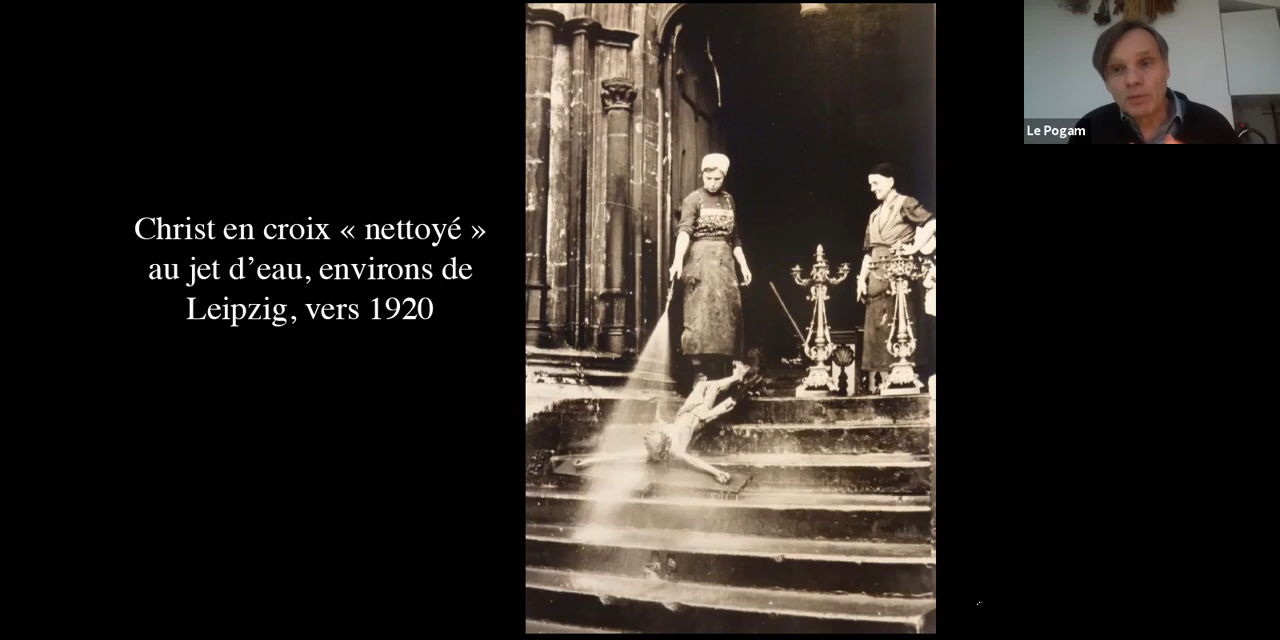 Christ en croix « nettoyé »
au jet d’eau, environs de
Leipzig, vers 1920
Le Pogam